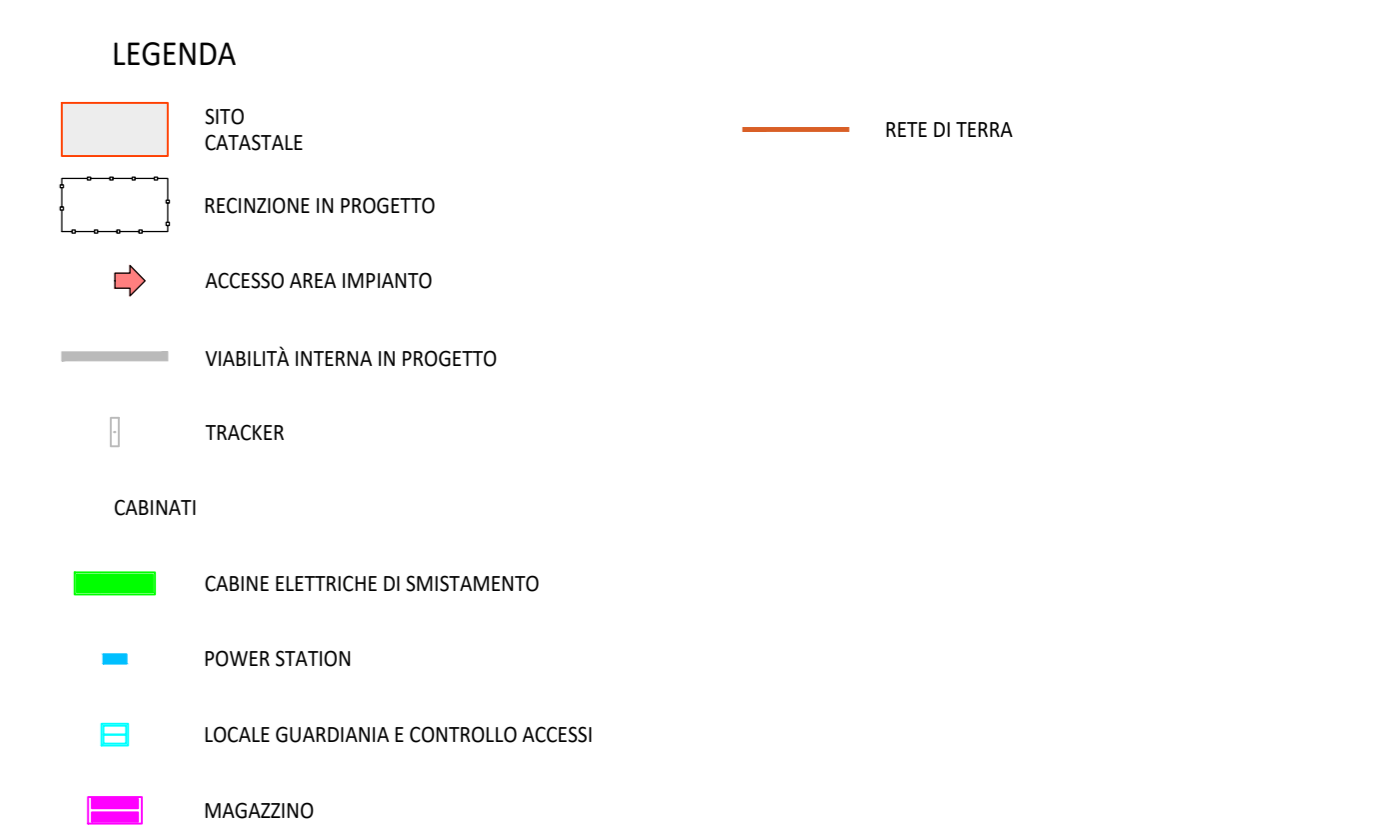 LEGENDA
SITO
CATASTALE
RECINZIONE IN PROGETTO
ACCESSO AREA IMPIANTO
VIABILITÀ INTERNA IN PROGETTO
TRACKER
CABINATI
CABINE ELETTRICHE DI SMISTAMENTO
POWER STATION
LOCALE GUARDIANIA E CONTROLLO ACCESSI
MAGAZZINO
RETE DI TERRA